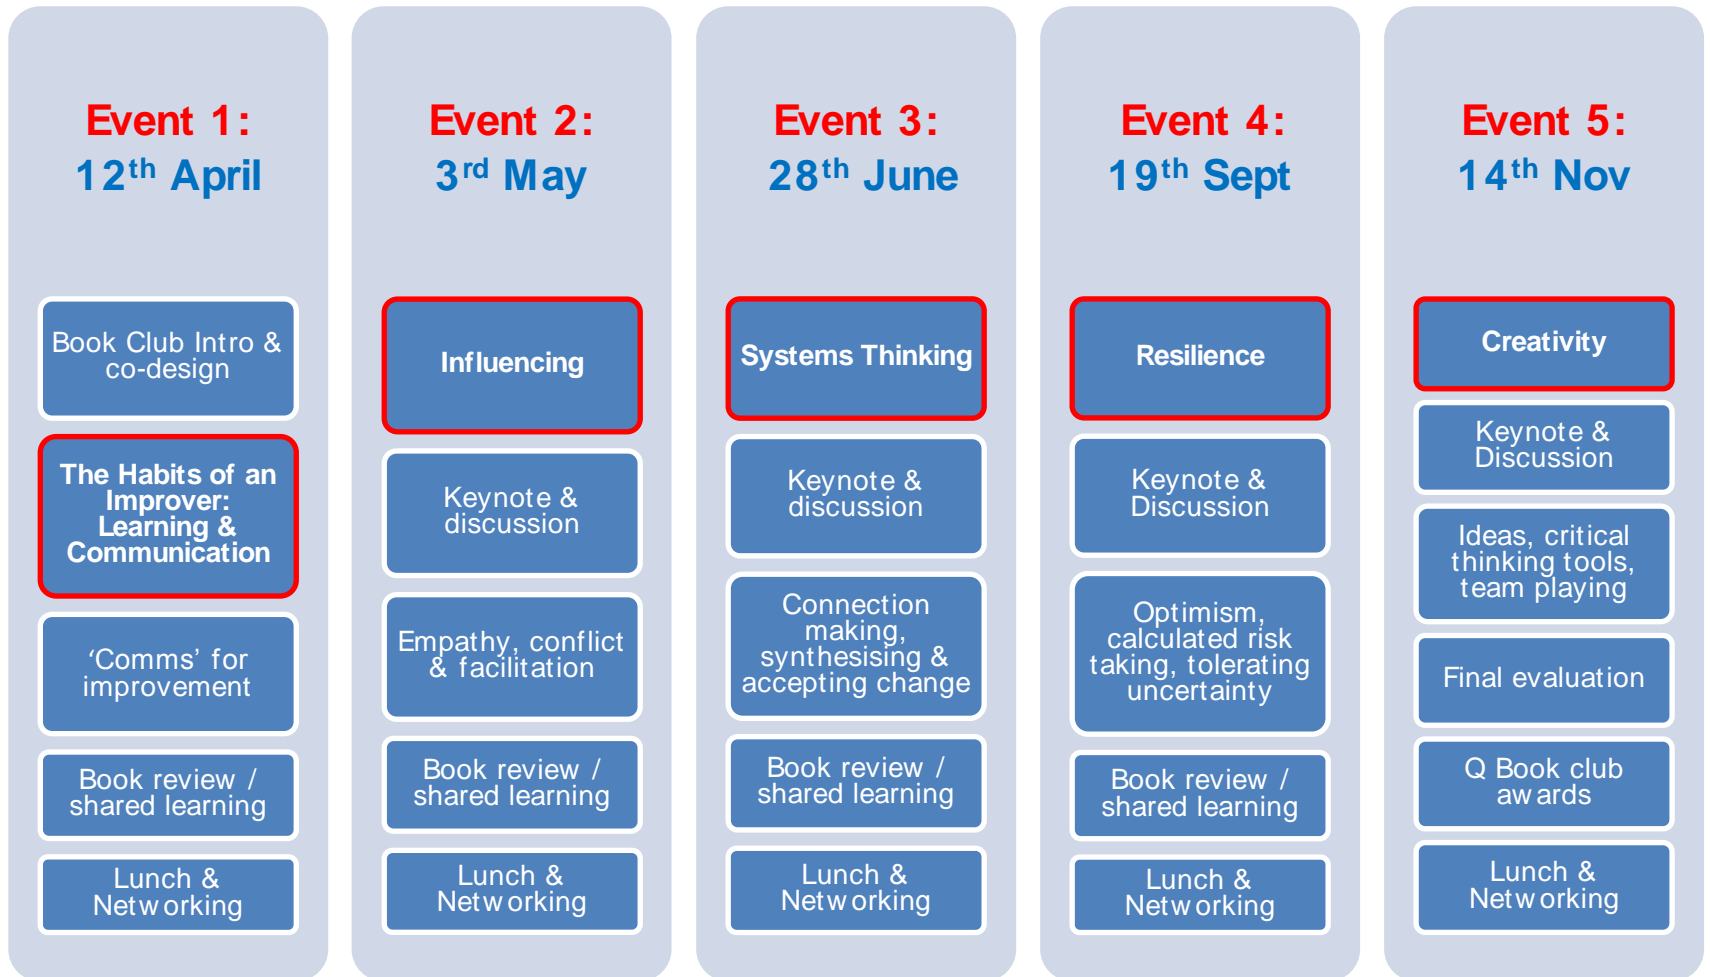 Event 1:
12th April
Book Club Intro &
co-design
The Habits of an
Improver:
Learning &
Communication
‘Comms’ for
improvement
Book review /
shared learning
Lunch &
Networking
Event 2:
3rd May
Influencing
Keynote &
discussion
Empathy, conflict
& facilitation
Book review /
shared learning
Lunch &
Networking
Event 3:
28th June
Systems Thinking
Keynote &
discussion
Connection
making,
synthesising &
accepting change
Book review /
shared learning
Lunch &
Networking
Event 4:
19th Sept
Resilience
Keynote &
Discussion
Optimism,
calculated risk
taking, tolerating
uncertainty
Book review /
shared learning
Lunch &
Networking
Event 5:
14th Nov
Creativity
Keynote &
Discussion
Ideas, critical
thinking tools,
team playing
Final evaluation
Q Book club
awards
Lunch &
Networking